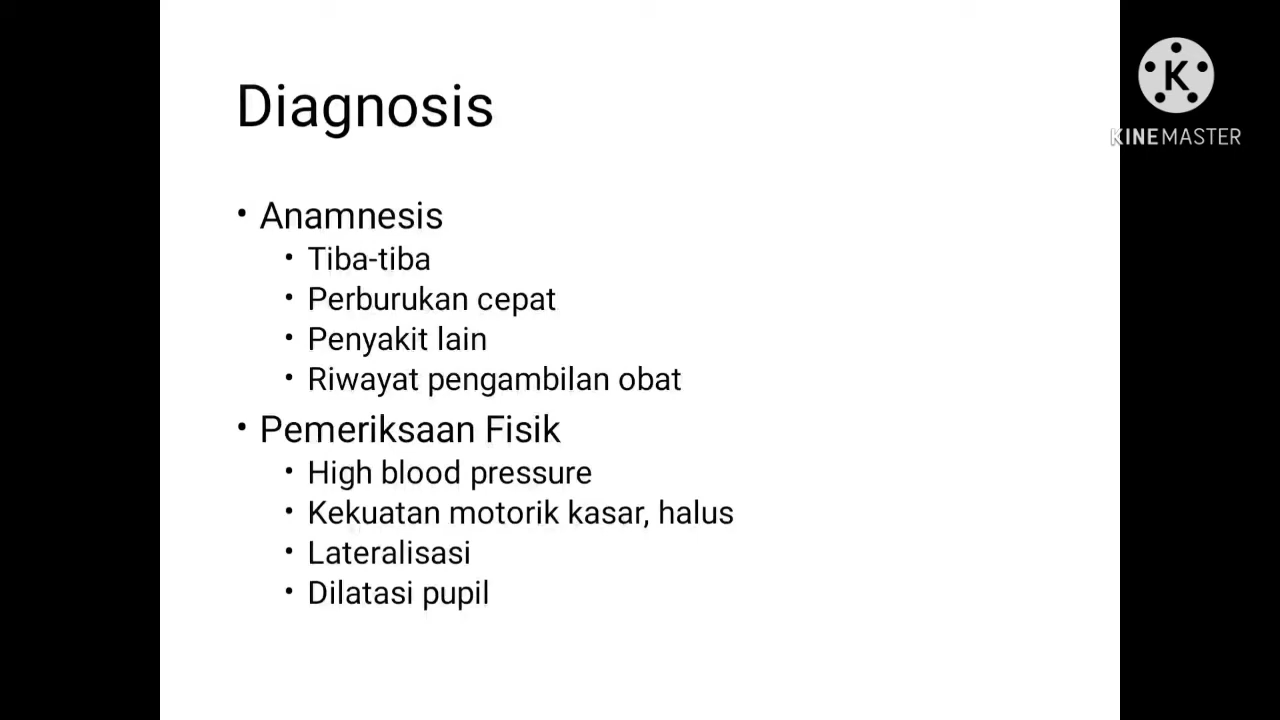 Diagnosis
K
KINEMASTER
• Anamnesis
• Tiba-tiba
• Perburukan cepat
• Penyakit lain
• Riwayat pengambilan obat
• Pemeriksaan Fisik
• High blood pressure
• Kekuatan motorik kasar, halus
• Lateralisasi
• Dilatasi pupil